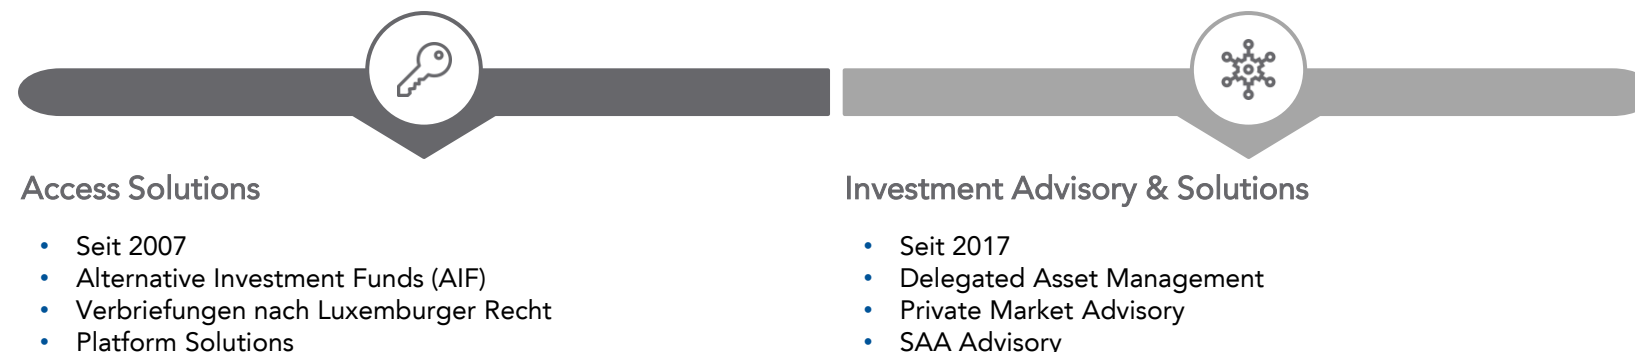 Access Solutions
• Seit 2007
• Alternative Investment Funds (AIF)
• Verbriefungen nach Luxemburger Recht
• Platform Solutions
Investment Advisory & Solutions
• Seit 2017
• Delegated Asset Management
• Private Market Advisory
• SAA Advisory